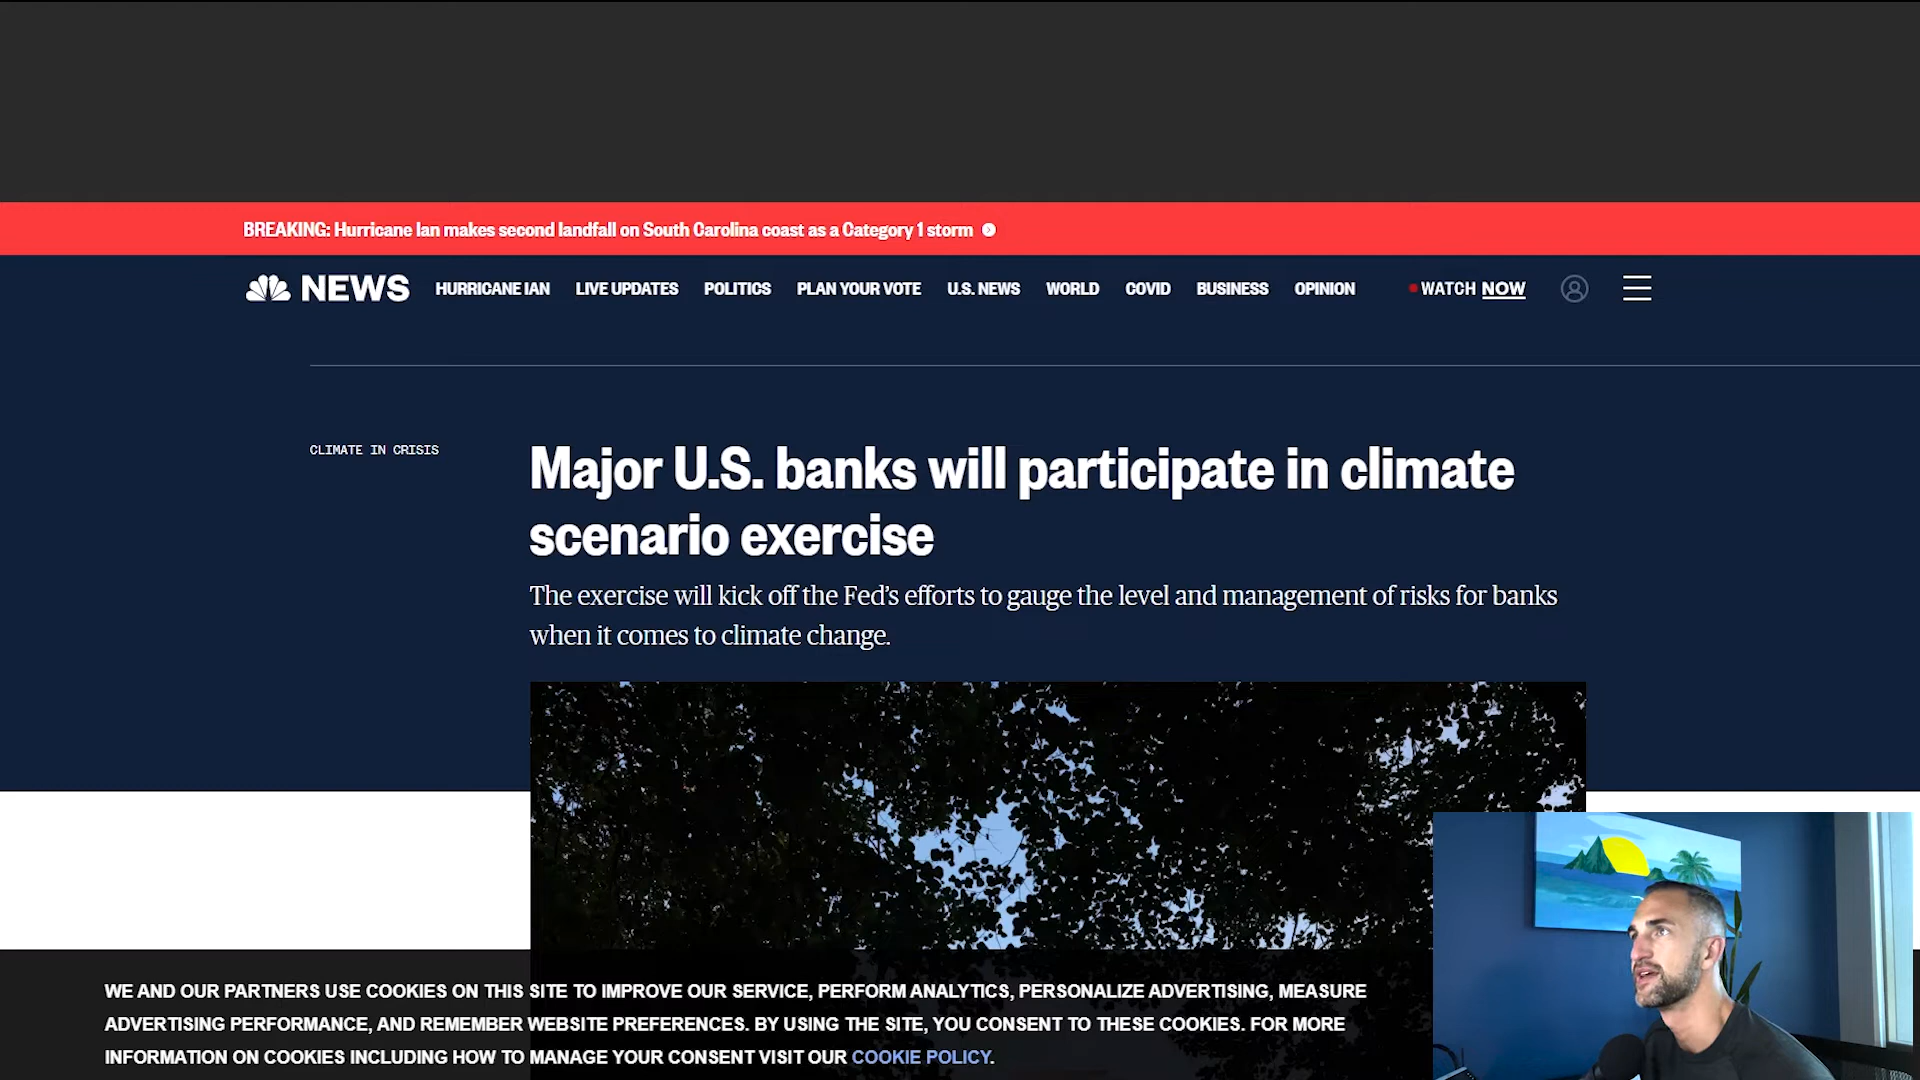 BREAKING: Hurricane Ian makes second landfall on South Carolina coast as a Category 1 storm
NEWS HURRICANE IAN LIVE UPDATES POLITICS PLAN YOUR VOTE U.S. NEWS WORLD COVID BUSINESS OPINION WATCH NOW
CLIMATE IN CRISIS
Major U.S. banks will participate in climate
scenario exercise
The exercise will kick off the Fed’s efforts to gauge the level and management of risks for banks
when it comes to climate change.
WE AND OUR PARTNERS USE COOKIES ON THIS SITE TO IMPROVE OUR SERVICE, PERFORM ANALYTICS, PERSONALIZE ADVERTISING, MEASURE
ADVERTISING PERFORMANCE, AND REMEMBER WEBSITE PREFERENCES. BY USING THE SITE, YOU CONSENT TO THESE COOKIES. FOR MORE
INFORMATION ON COOKIES INCLUDING HOW TO MANAGE YOUR CONSENT VISIT OUR COOKIE POLICY.